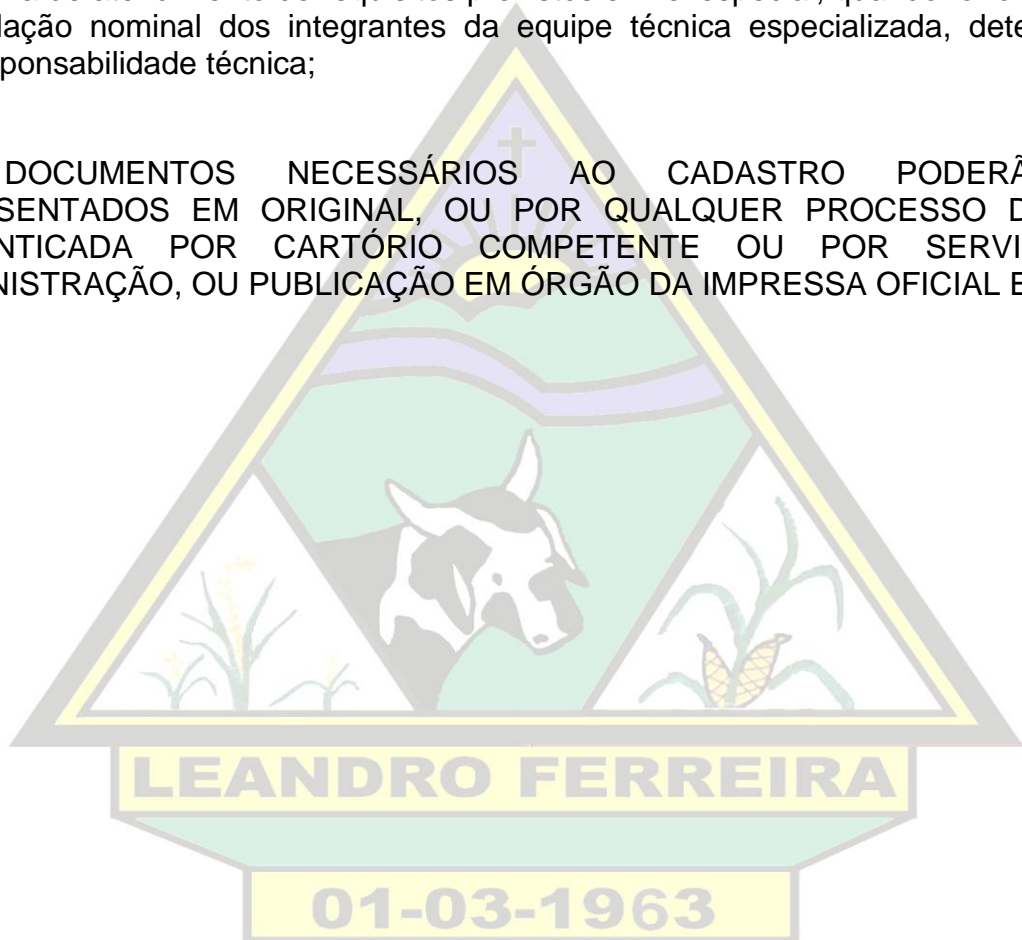 lação nominal dos integrantes da equipe técnica especializada, dete
ponsabilidade técnica;
DOCUMENTOS NECESSÁRIOS AO CADASTRO PODERÃ
SENTADOS EM ORIGINAL, OU POR QUALQUER PROCESSO D
NTICADA POR CARTÓRIO COMPETENTE OU POR SERVI
NISTRAÇÃO, OU PUBLICAÇÃO EM ÓRGÃO DA IMPRESSA OFICIAL E
LEANDRO FERREIRA
01-03-1963